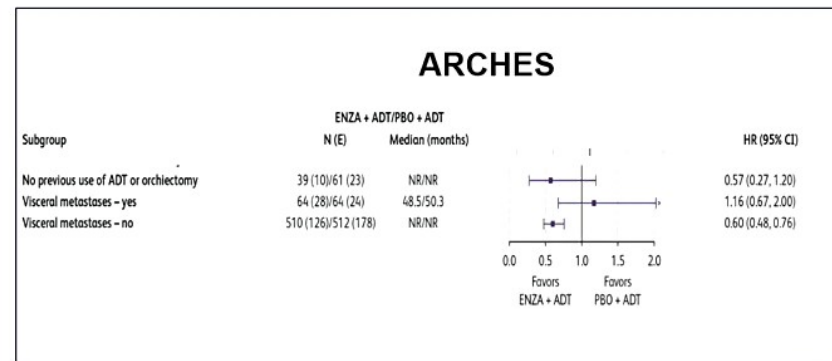 ARCHES
ENZA + ADT/PBO + ADT
Subgroup N (E) Median (months) HR (95% CI)
No previous use of ADT or orchiectomy 39 (10)/61 (23) NR/NR 0.57 (0.27, 1.20)
Visceral metastases – yes 64 (28)/64 (24) 48.5/50.3 1.16 (0.67, 2.00)
Visceral metastases – no 510 (126)/512 (178) NR/NR 0.60 (0.48, 0.76)
0.0 0.5 1.0 1.5 2.0
Favors Favors
ENZA + ADT PBO + ADT